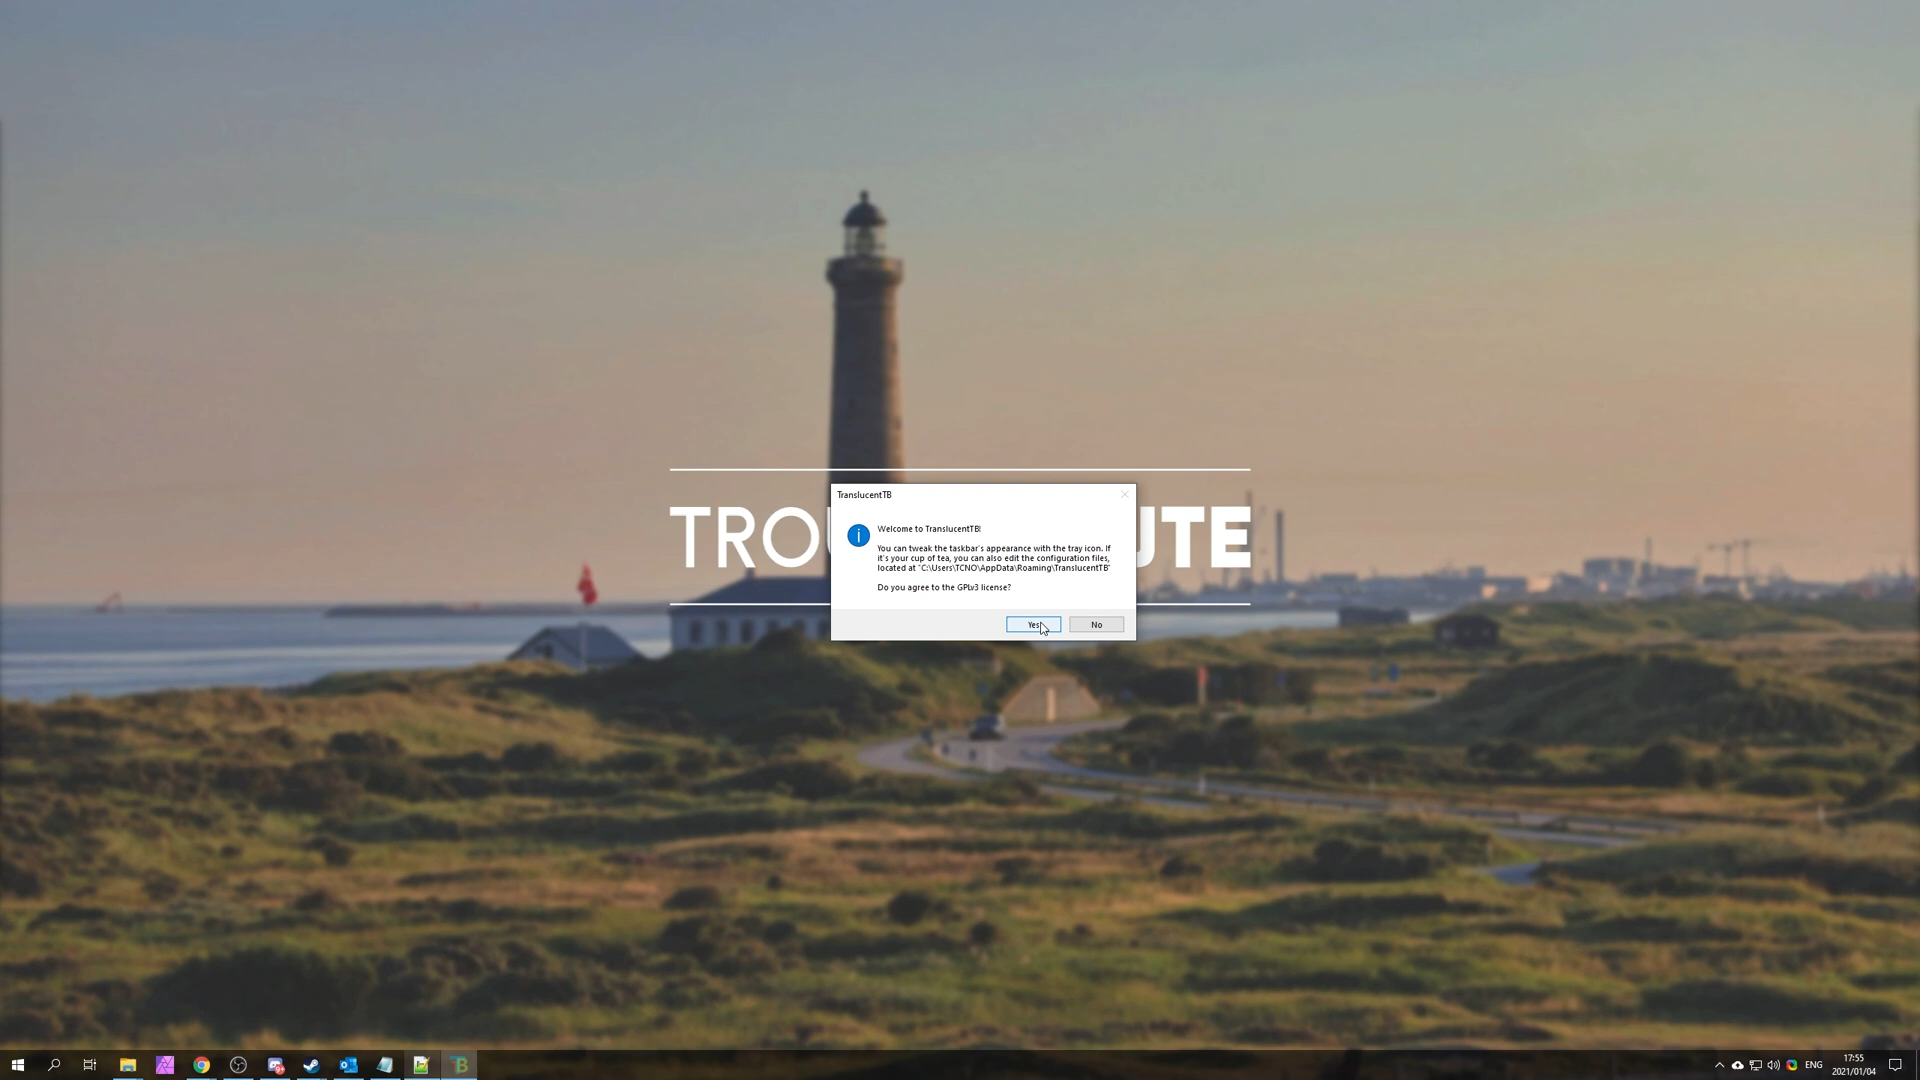 TRO
UTE
TranslucentTB
Welcome to TranslucentTB!
You can tweak the taskbar's appearance with the tray icon. If
it's your cup of tea, you can also edit the configuration files,
located at "C:\Users\TCNO\AppData\Roaming\TranslucentTB"
Do you agree to the GPLv3 license?
Yes
No
ENG
17:55
2021/01/04